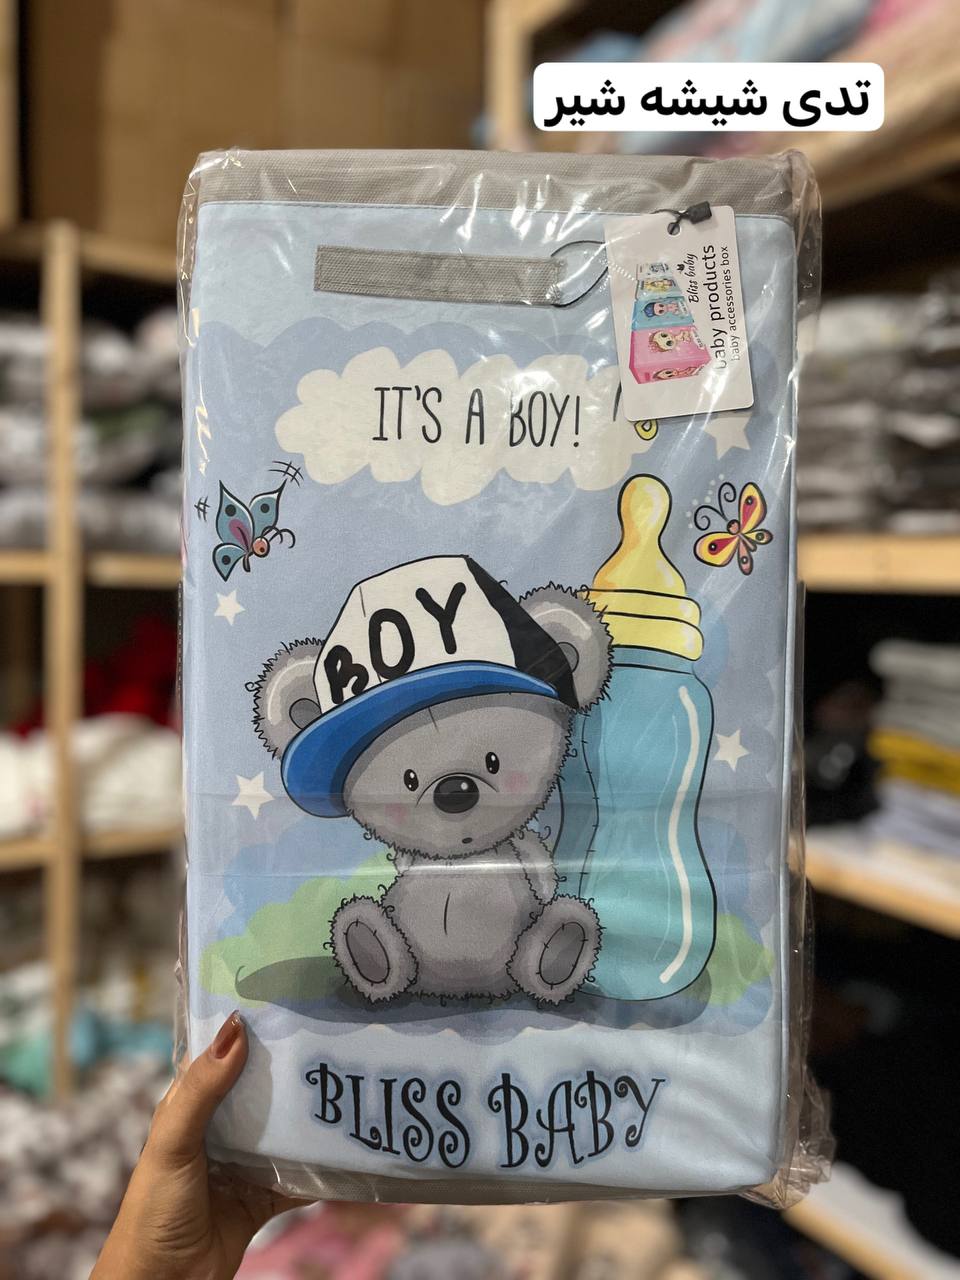 تدی شیشه شیر
Bliss baby
baby products
baby accessories box
IT'S A BOY!
BOY
BLISS BABY